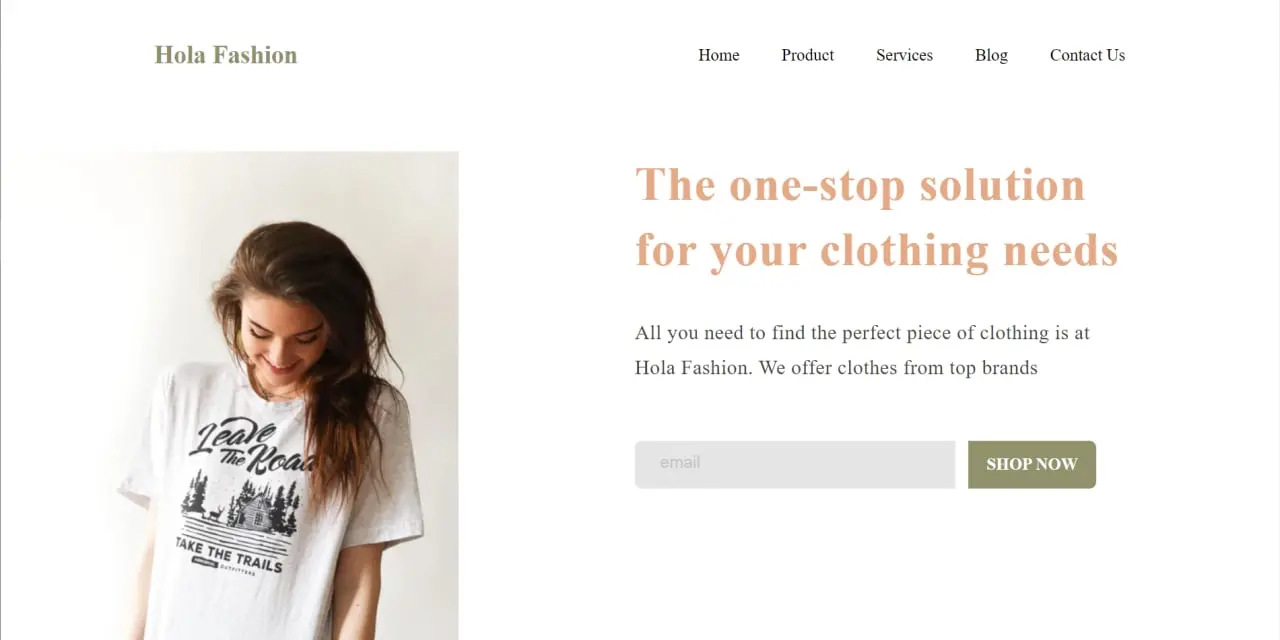 Hola Fashion
Home Product Services Blog Contact Us
The one-stop solution
for your clothing needs
All you need to find the perfect piece of clothing is at
Hola Fashion. We offer clothes from top brands
email
SHOP NOW
Leave
The Road
TAKE THE TRAILS
OUTFITTERS